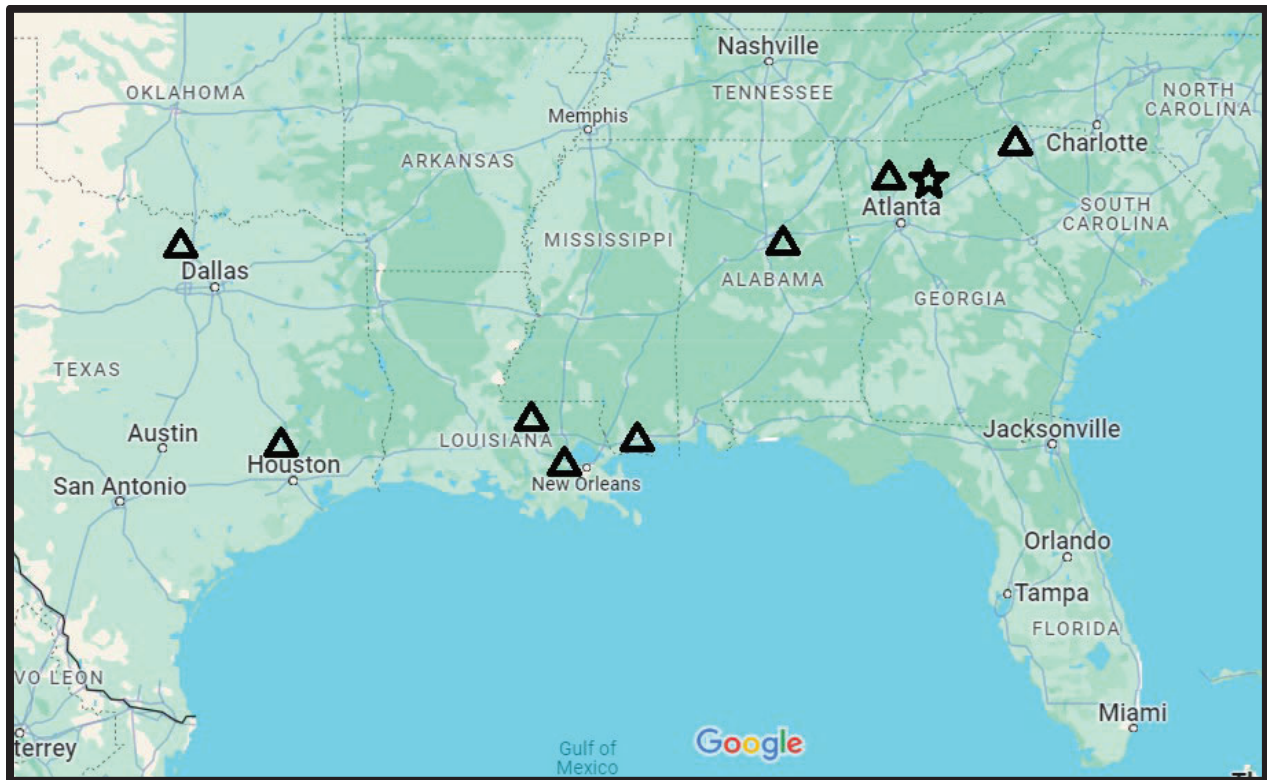 Nashville
OKLAHOMA
TENNESSEE
NORTH
CAROLINA
Memphis
Charlotte
ARKANSAS
Atlanta
SOUTH
CAROLINA
MISSISSIPPI
Dallas
ALABAMA
GEORGIA
TEXAS
Austin
LOUISIANA
Jacksonville
Houston
San Antonio
New Orleans
Orlando
Tampa
FLORIDA
VO LEON
Miami
terrey
Google
Gulf of
Mexico